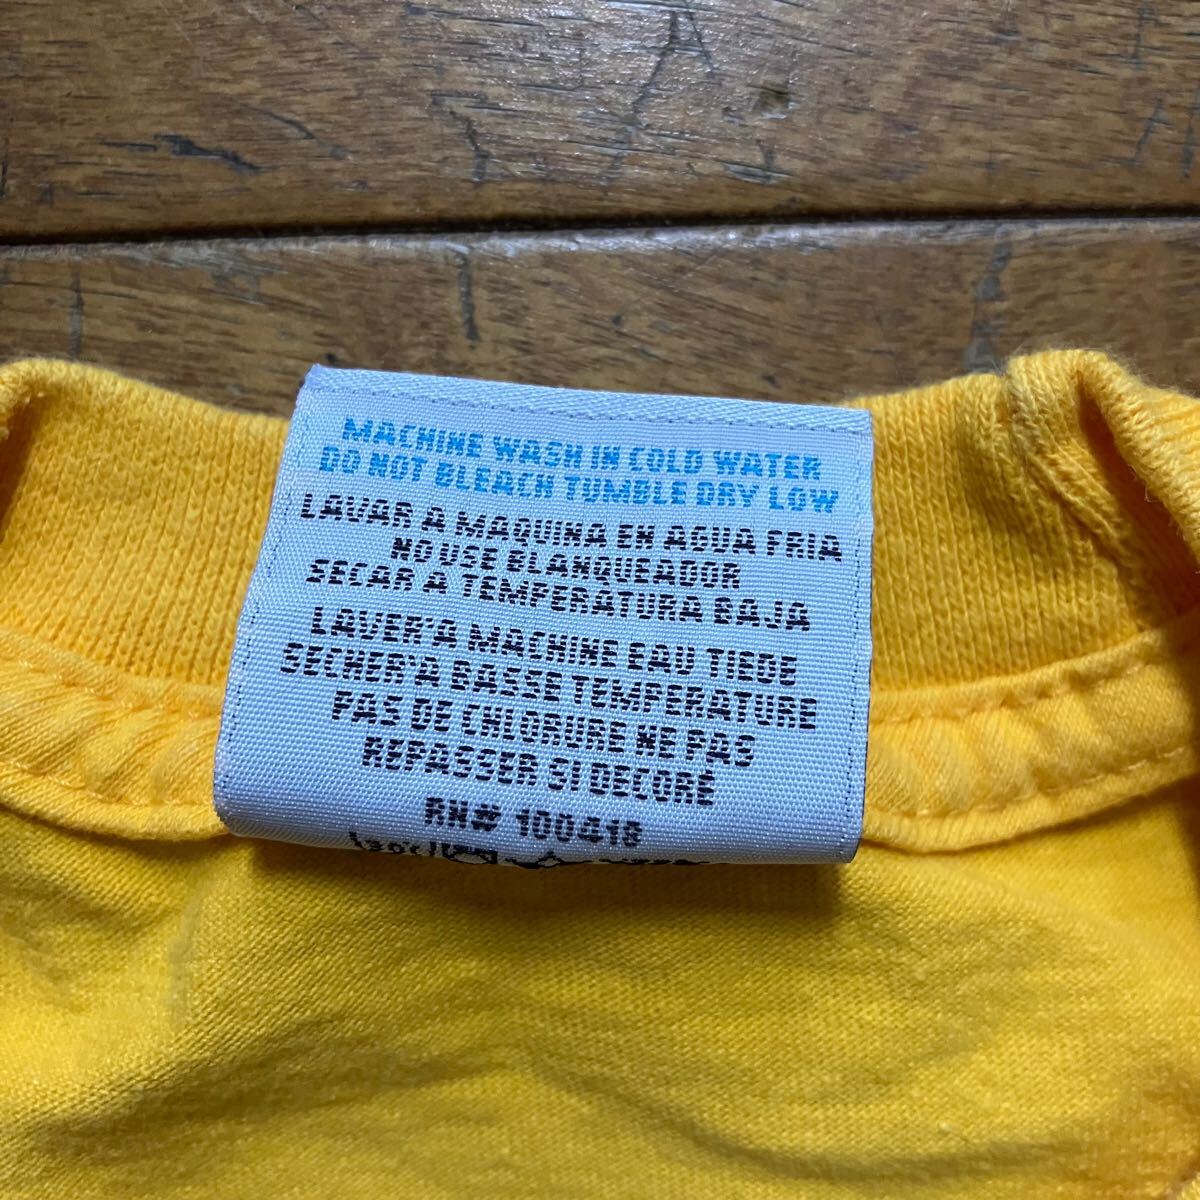 MACHINE WASH IN COLD WATER
DO NOT BLEACH TUMBLE DRY LOW
LAVAR A MAQUINA EN AGUA FRIA
NO USE BLANQUEADOR
SECAR A TEMPERATURA BAJA
LAVER'A MACHINE EAU TIEDE
SECHER'A BASSE TEMPERATURE
PAS DE CHLORURE NE PAS
REPASSER SI DECORÉ
RN# 100418